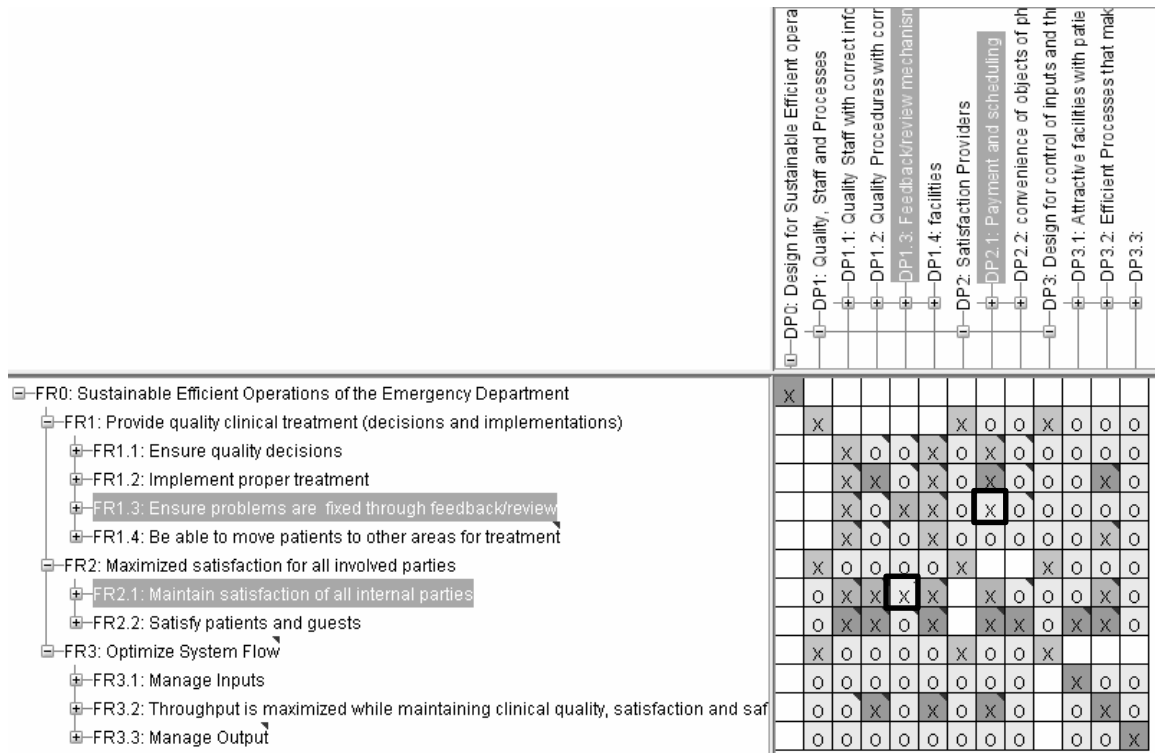 DP0: Design for Sustainable Efficient opera
DP1: Quality, Staff and Processes
DP1.1: Quality Staff with correct info
DP1.2: Quality Procedures with corr
DP1.3: Feedback/review mechanism
DP1.4: facilities
DP2: Satisfaction Providers
DP2.1: Payment and scheduling
DP2.2: convenience of objects of ph
DP3: Design for control of inputs and thr
DP3.1: Attractive facilities with patie
DP3.2: Efficient Processes that mak
DP3.3:
FR0: Sustainable Efficient Operations of the Emergency Department X
FR1: Provide quality clinical treatment (decisions and implementations) X X O O X O O O
FR1.1: Ensure quality decisions X O O X O X O O O O O
FR1.2: Implement proper treatment X X O X O X O O O X O
FR1.3: Ensure problems are fixed through feedback/review X O X X O X O O O O O
FR1.4: Be able to move patients to other areas for treatment X O O X O O O O O X O
FR2: Maximized satisfaction for all involved parties X O O O O X X O O O
FR2.1: Maintain satisfaction of all internal parties O X X X X X O O O X O
FR2.2: Satisfy patients and guests O X X O X X X O X X O
FR3: Optimize System Flow X O O O O X O O X
FR3.1: Manage Inputs O O O O O O O O X O O
FR3.2: Throughput is maximized while maintaining clinical quality, satisfaction and saf O O X O X O X O O X O
FR3.3: Manage Output O O O O O O O O O O X